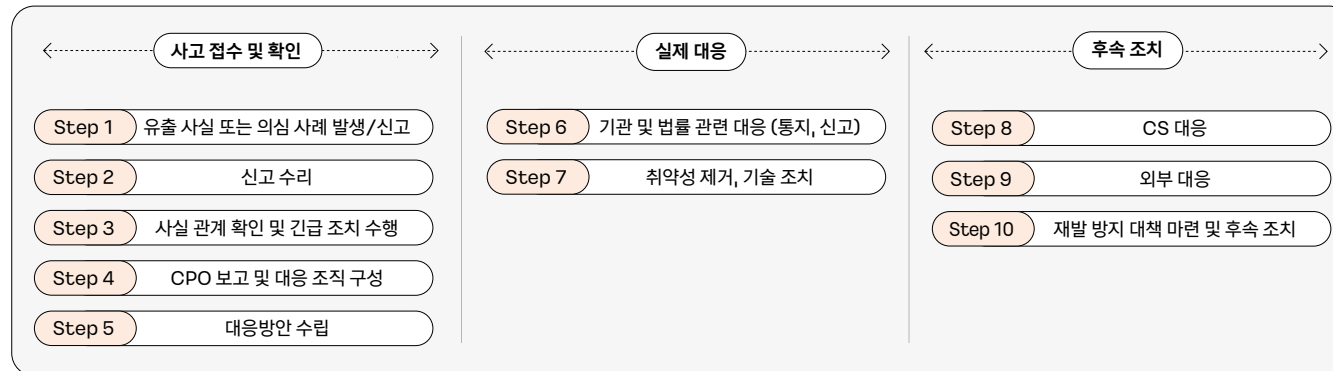 사고 접수 및 확인
Step 1 유출 사실 또는 의심 사례 발생/신고
Step 2 신고 수리
Step 3 사실 관계 확인 및 긴급 조치 수행
Step 4 CPO 보고 및 대응 조직 구성
Step 5 대응방안 수립
실제 대응
Step 6 기관 및 법률 관련 대응 (통지, 신고)
Step 7 취약성 제거, 기술 조치
후속 조치
Step 8 CS 대응
Step 9 외부 대응
Step 10 재발 방지 대책 마련 및 후속 조치